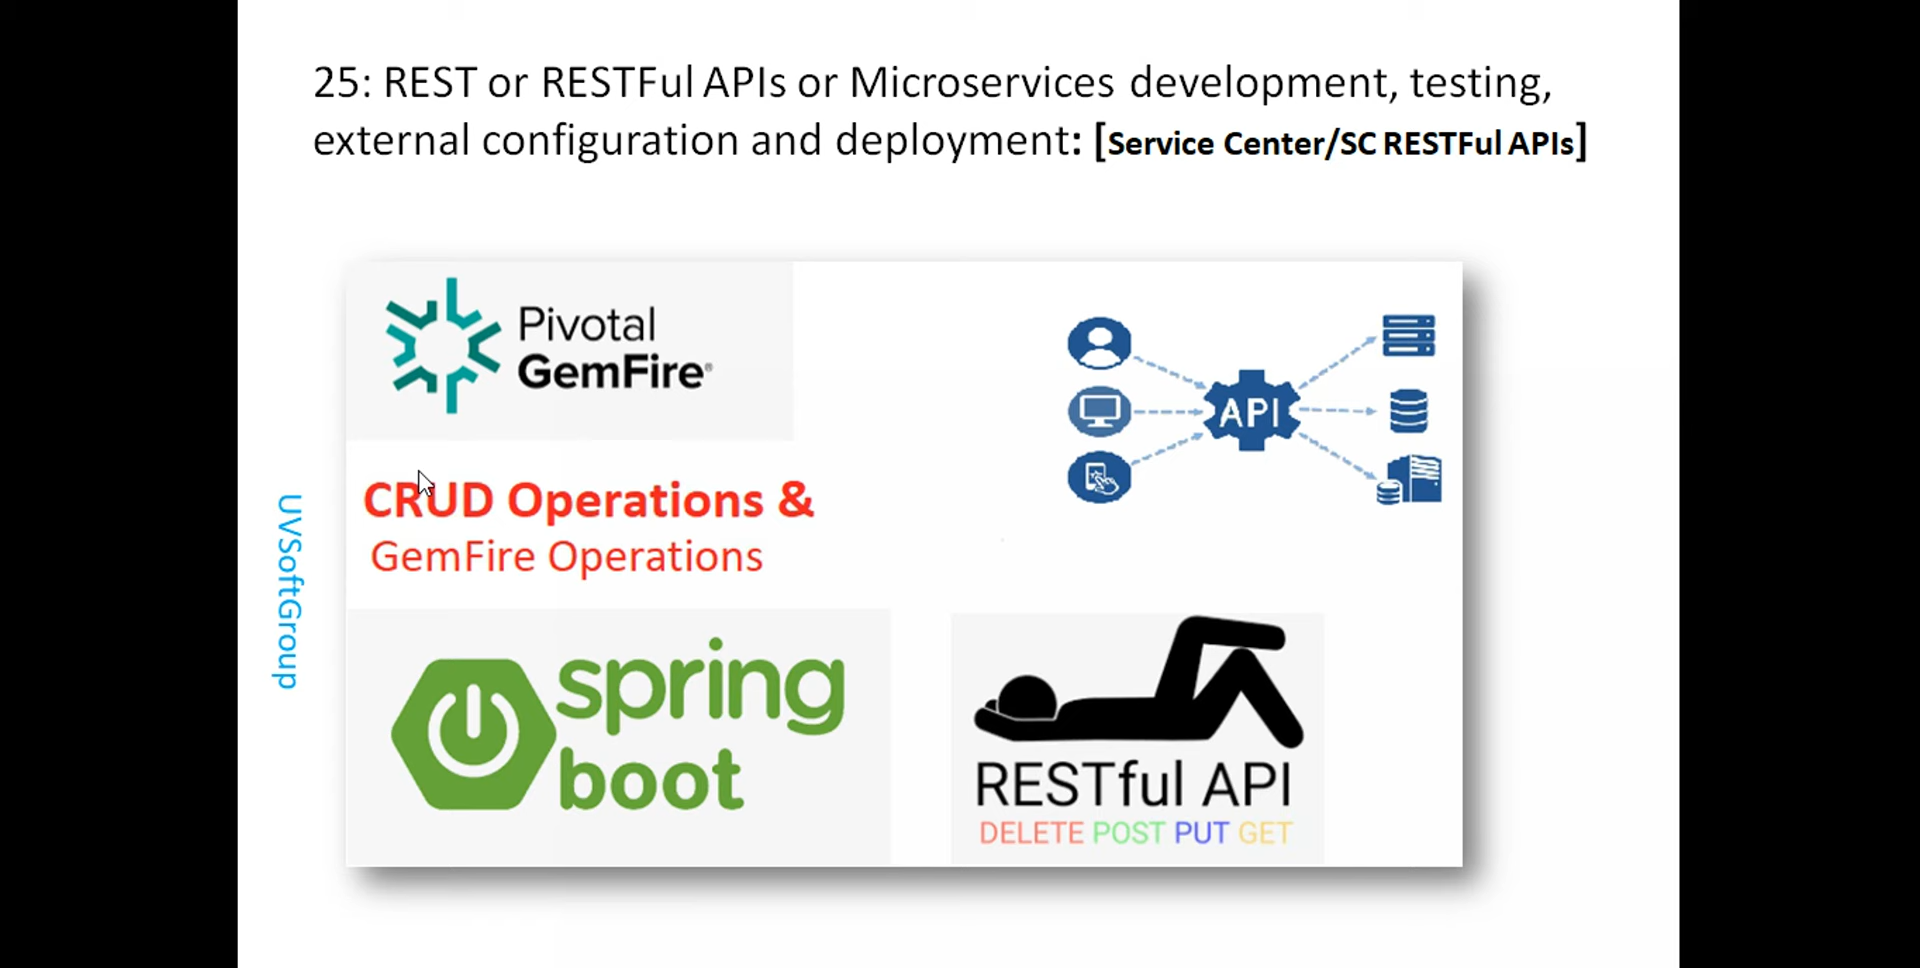 25: REST or RESTFul APIs or Microservices development, testing,
external configuration and deployment: [Service Center/SC RESTFul APIs]
Pivotal
GemFire®
API
CRUD Operations &
GemFire Operations
UVSoftGroup
spring
boot
RESTful API
DELETE POST PUT GET